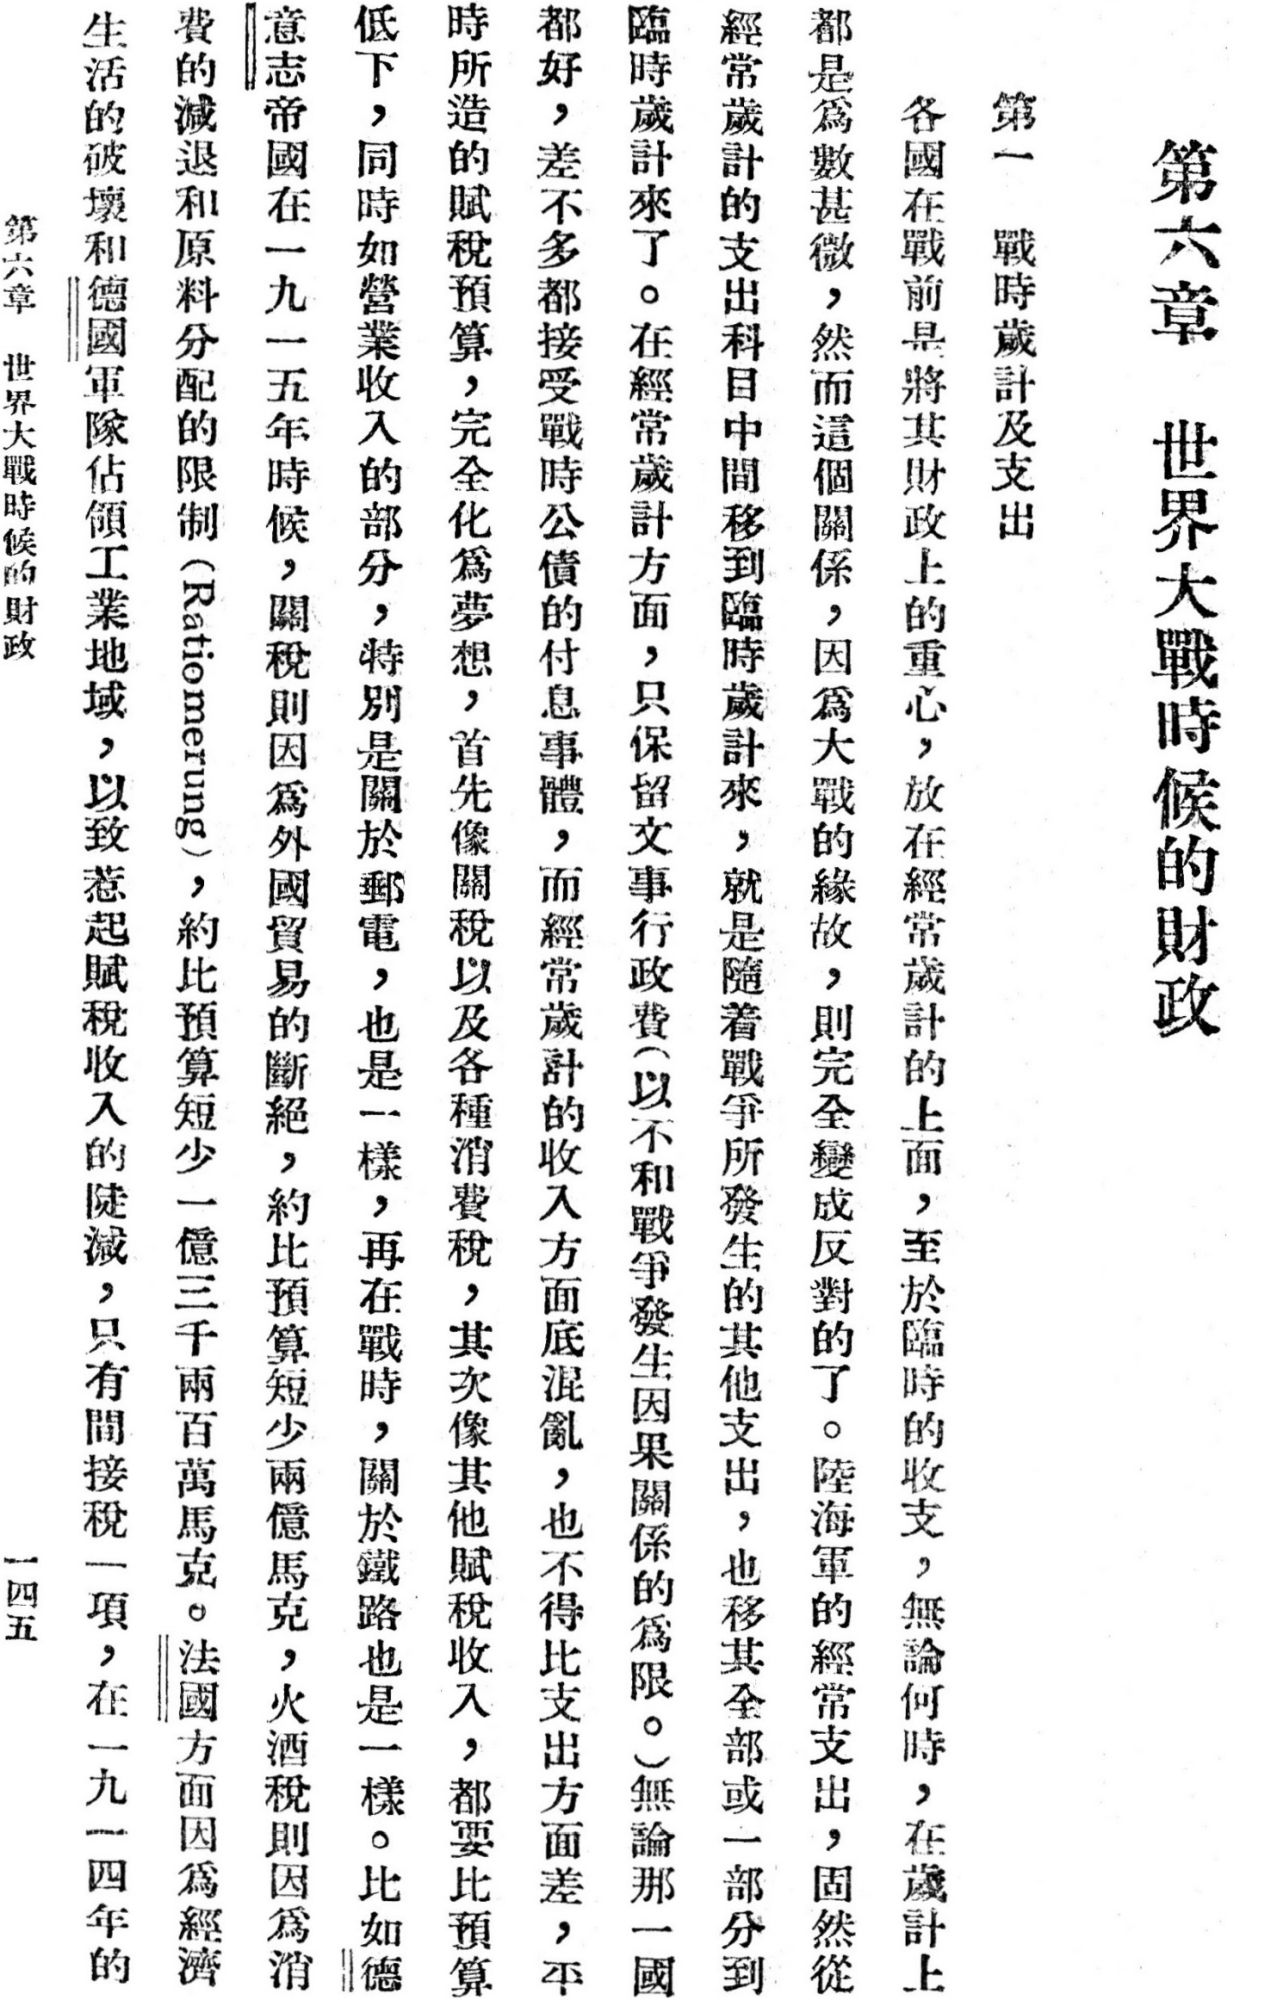 第六章　世界大戰時候的財政
第一　戰時歲計及支出
各國在戰前是將其財政上的重心，放在經常歲計的上面，至於臨時的收支，無論何時，在歲計上
都是爲數甚微，然而這個關係，因爲大戰的緣故，則完全變成反對的了。陸海軍的經常支出，固然從
經常歲計的支出科目中間移到臨時歲計來，就是隨着戰爭所發生的其他支出，也移其全部或一部分到
臨時歲計來了。在經常歲計方面，只保留文事行政費（以不和戰爭發生因果關係的爲限。）無論那一國
都好，差不多都接受戰時公債的付息事體，而經常歲計的收入方面底混亂，也不得比支出方面差，平
時所造的賦稅預算，完全化爲夢想，首先像關稅以及各種消費稅，其次像其他賦稅收入，都要比預算
低下，同時如營業收入的部分，特別是關於郵電，也是一樣，再在戰時，關於鐵路也是一樣。比如德
意志帝國在一九一五年時候，關稅則因爲外國貿易的斷絕，約比預算短少兩億馬克，火酒稅則因爲消
費的減退和原料分配的限制（Rationierung），約比預算短少一億三千兩百萬馬克。法國方面因爲經濟
生活的破壞和德國軍隊佔領工業地域，以致惹起賦稅收入的陡減，只有間接稅一項，在一九一四年的
第六章　世界大戰時候的財政　一四五